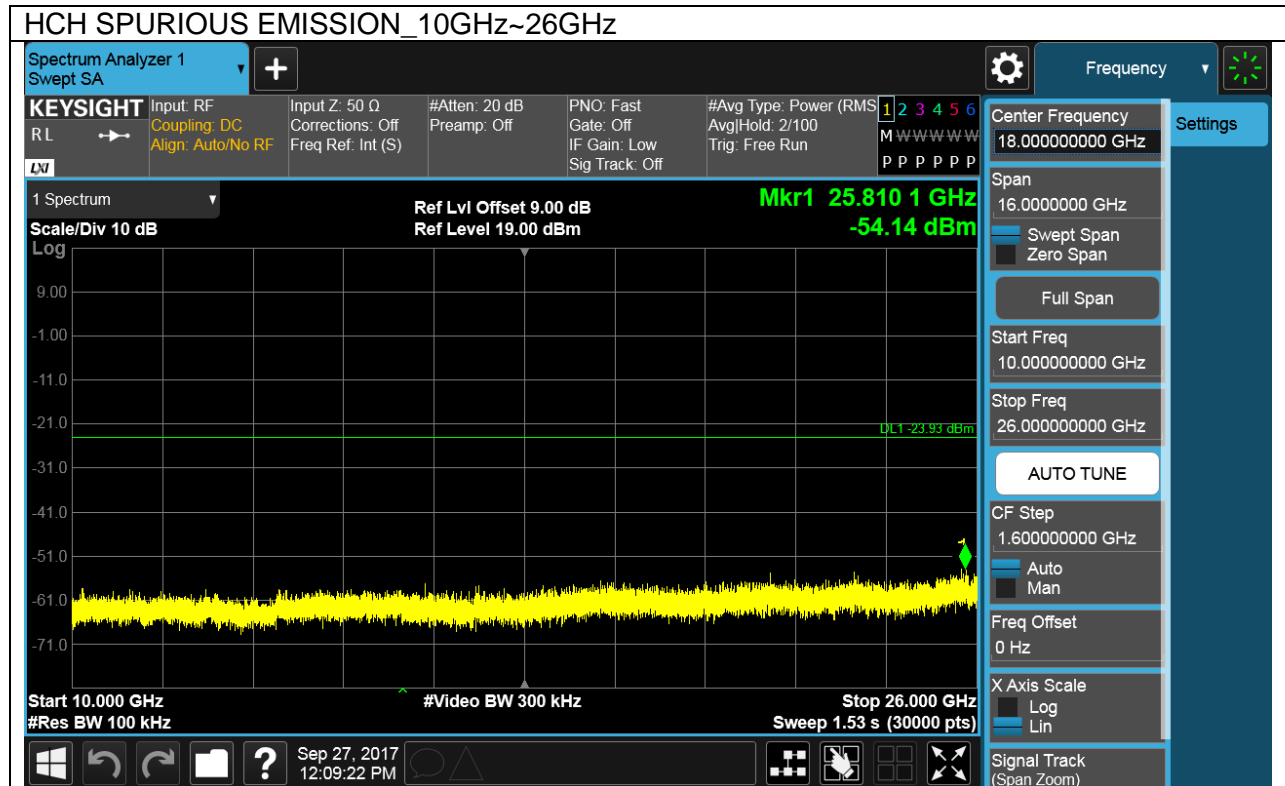 HCH SPURIOUS EMISSION_10GHz~26GHz
Spectrum Analyzer 1
Swept SA
Frequency
KEYSIGHT
RL
LXI
Input: RF
Coupling: DC
Align: Auto/No RF
Input Z: 50 Ω
Corrections: Off
Freq Ref: Int (S)
#Atten: 20 dB
Preamp: Off
PNO: Fast
Gate: Off
IF Gain: Low
Sig Track: Off
#Avg Type: Power (RMS
Avg|Hold: 2/100
Trig: Free Run
1 2 3 4 5 6
M W W W W W
P P P P P P
1 Spectrum
Scale/Div 10 dB
Log
Ref Lvl Offset 9.00 dB
Ref Level 19.00 dBm
Mkr1 25.810 1 GHz
-54.14 dBm
9.00
-1.00
-11.0
-21.0
DL1 -23.93 dBm
-31.0
-41.0
-51.0
1
-61.0
-71.0
Start 10.000 GHz
#Res BW 100 kHz
#Video BW 300 kHz
Stop 26.000 GHz
Sweep 1.53 s (30000 pts)
Sep 27, 2017
12:09:22 PM
Center Frequency
18.000000000 GHz
Settings
Span
16.0000000 GHz
Swept Span
Zero Span
Full Span
Start Freq
10.000000000 GHz
Stop Freq
26.000000000 GHz
AUTO TUNE
CF Step
1.600000000 GHz
Auto
Man
Freq Offset
0 Hz
X Axis Scale
Log
Lin
Signal Track
(Span Zoom)